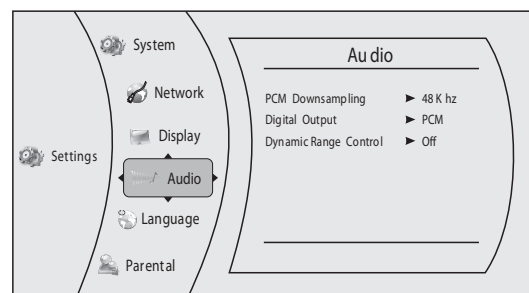 Settings
System
Network
Display
Audio
Language
Parental
Au dio
PCM Downsampling ► 48 K hz
Digital Output ► PCM
Dynamic Range Control ► Off